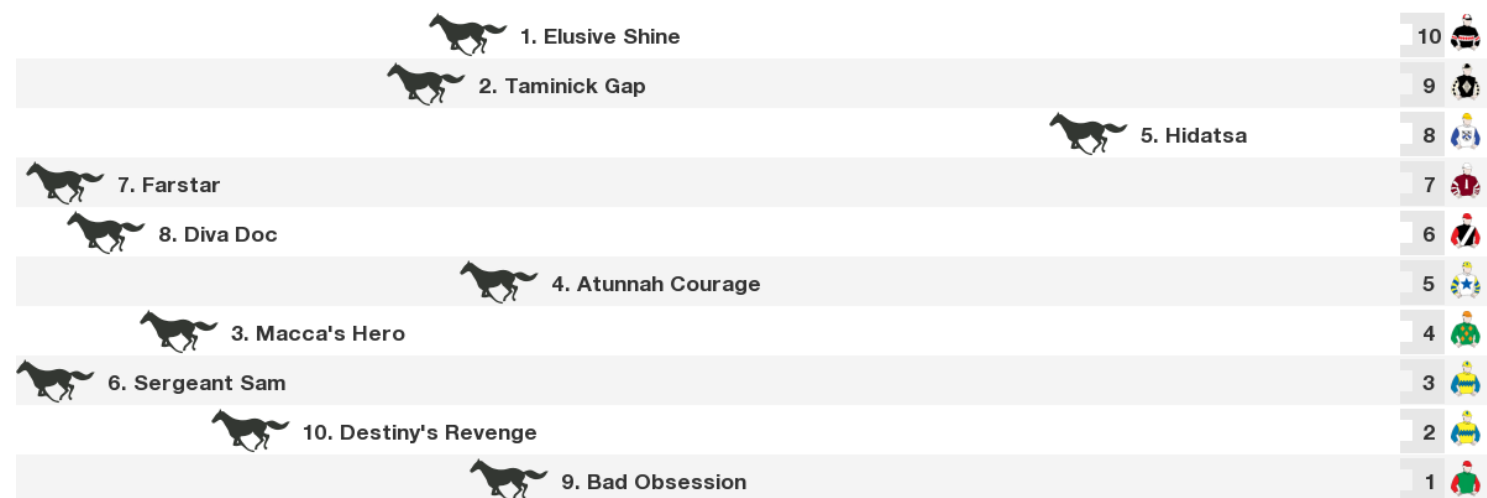 1. Elusive Shine 10
2. Taminick Gap 9
5. Hidatsa 8
7. Farstar 7
8. Diva Doc 6
4. Atunnah Courage 5
3. Macca's Hero 4
6. Sergeant Sam 3
10. Destiny's Revenge 2
9. Bad Obsession 1